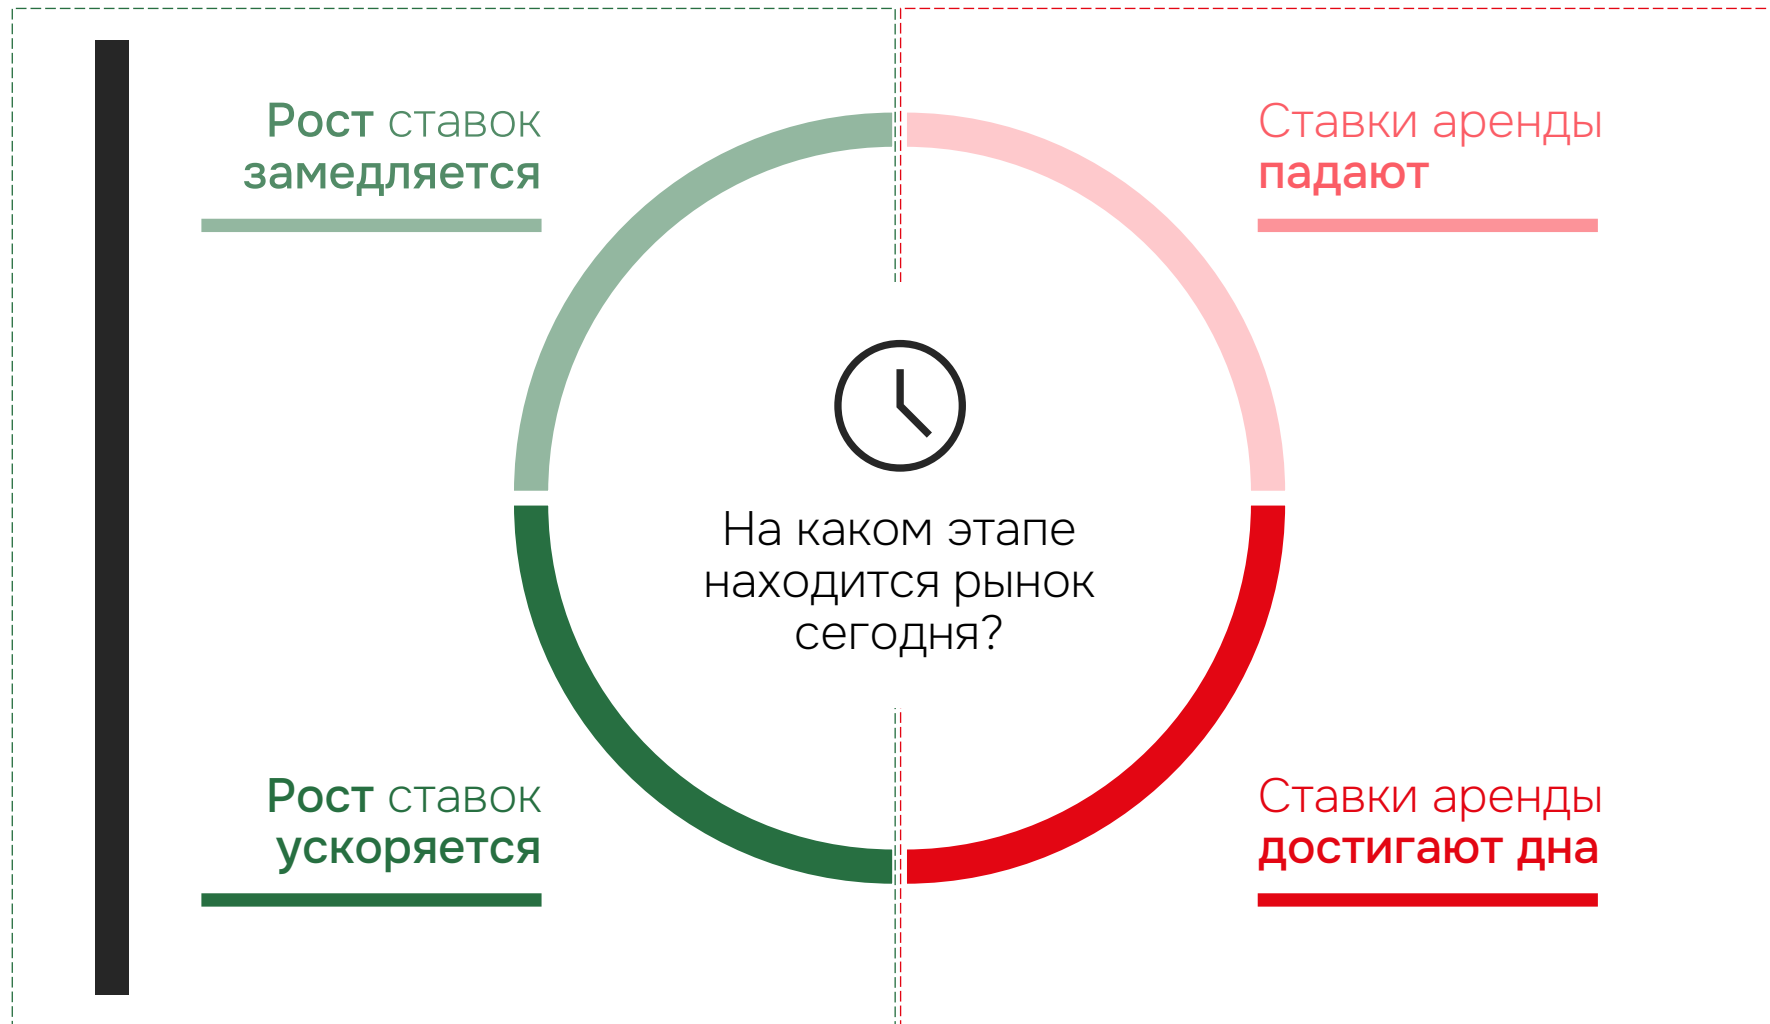 Рост ставок
замедляется
Ставки аренды
падают
На каком этапе
находится рынок
сегодня?
Рост ставок
ускоряется
Ставки аренды
достигают дна